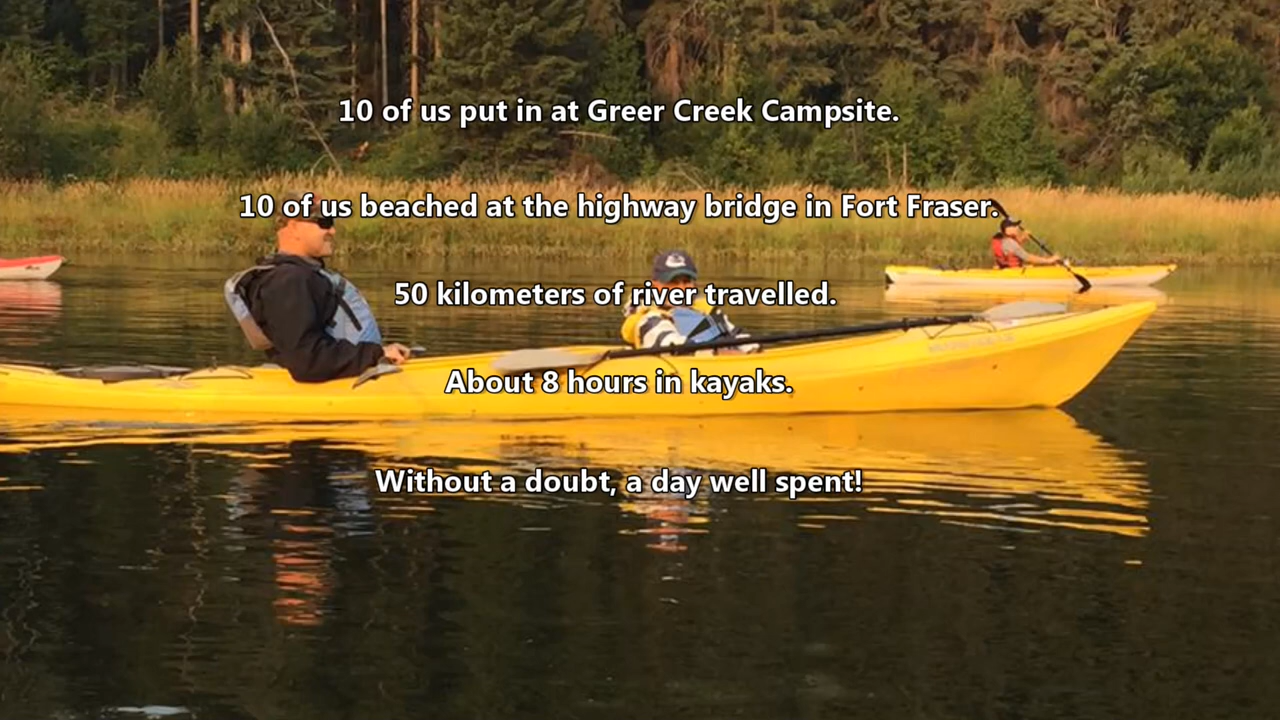 10 of us put in at Greer Creek Campsite.
10 of us beached at the highway bridge in Fort Fraser.
50 kilometers of river travelled.
About 8 hours in kayaks.
Without a doubt, a day well spent!